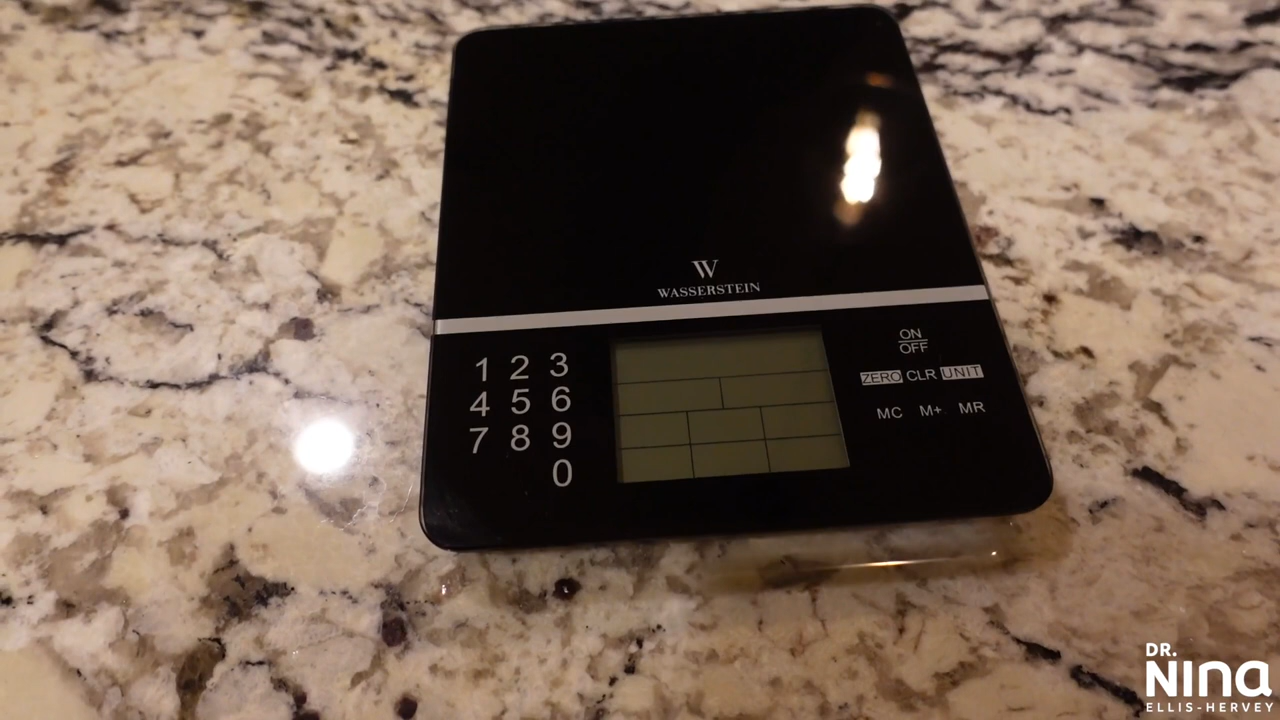 W
WASSERSTEIN
1 2 3
4 5 6
7 8 9
0
ON
OFF
ZERO CLR UNIT
MC M+ MR
DR.
Nina
ELLIS-HERVEY